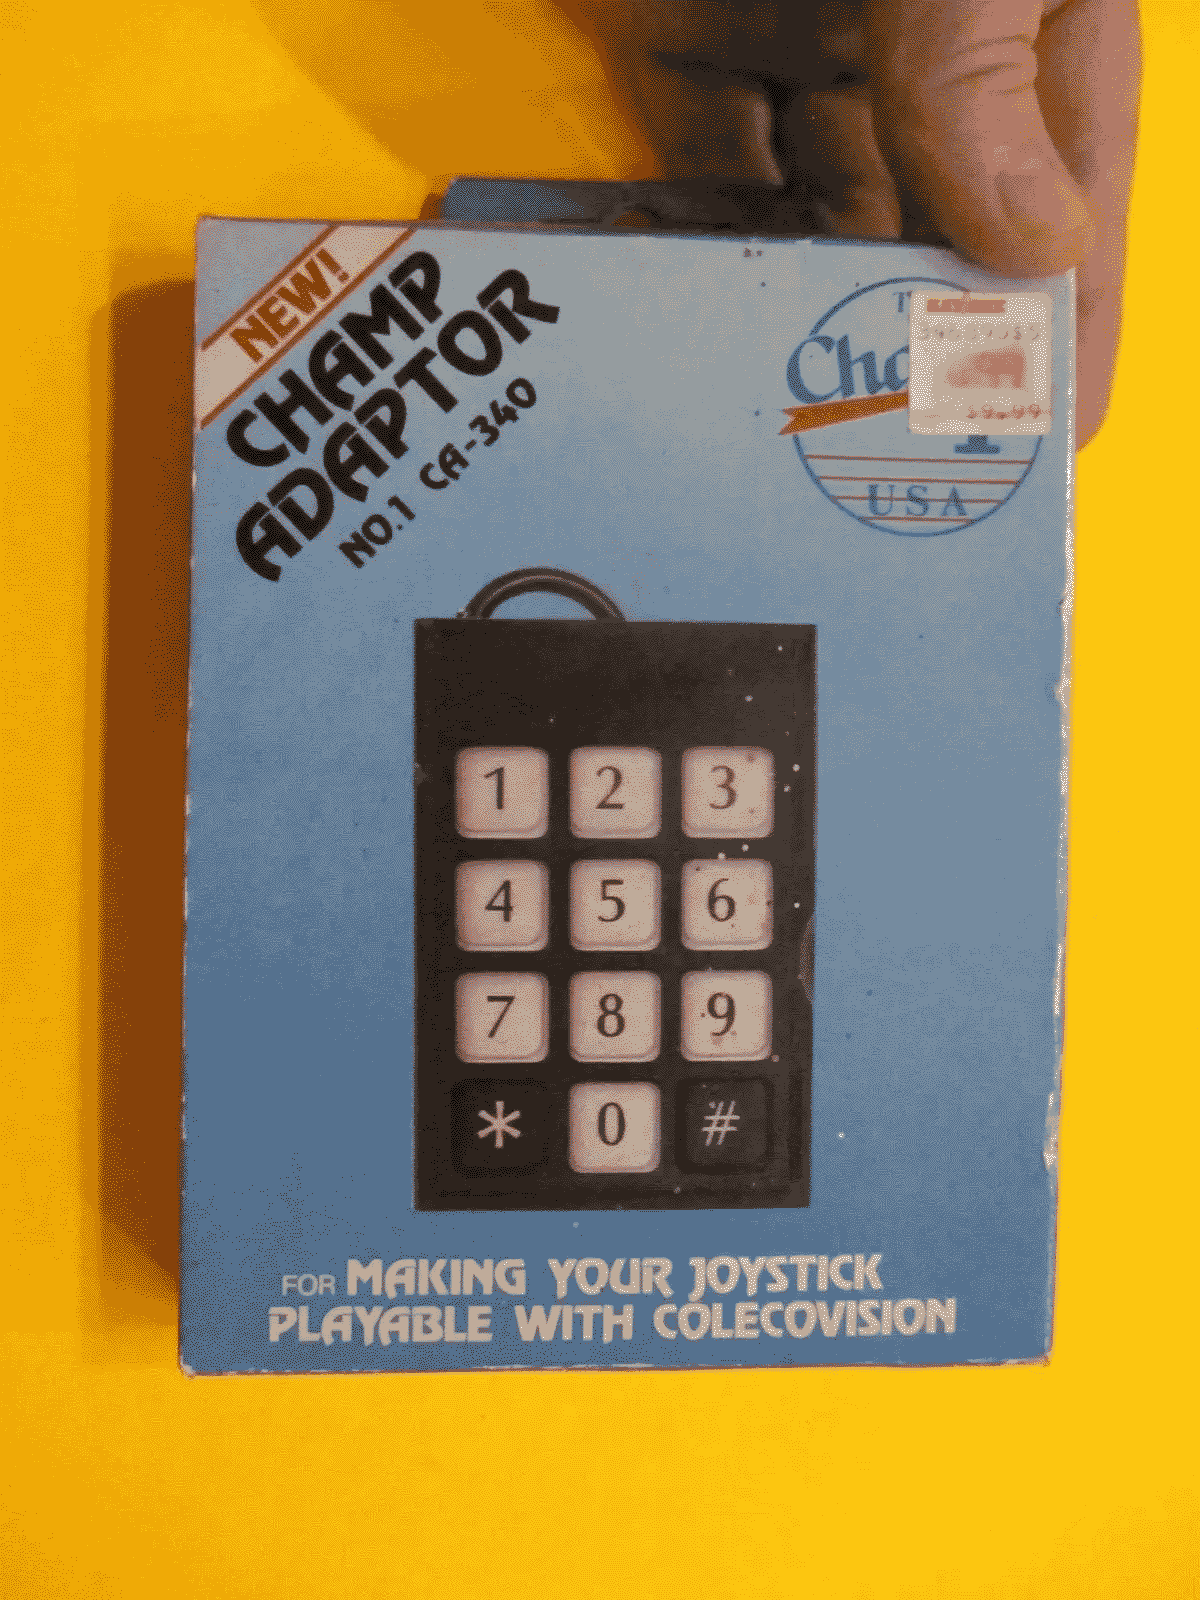 NEW!
CHAMP
ADAPTOR
NO.1 CA-340
USA
1 2 3
4 5 6
7 8 9
* 0 #
FOR MAKING YOUR JOYSTICK
PLAYABLE WITH COLECOVISION